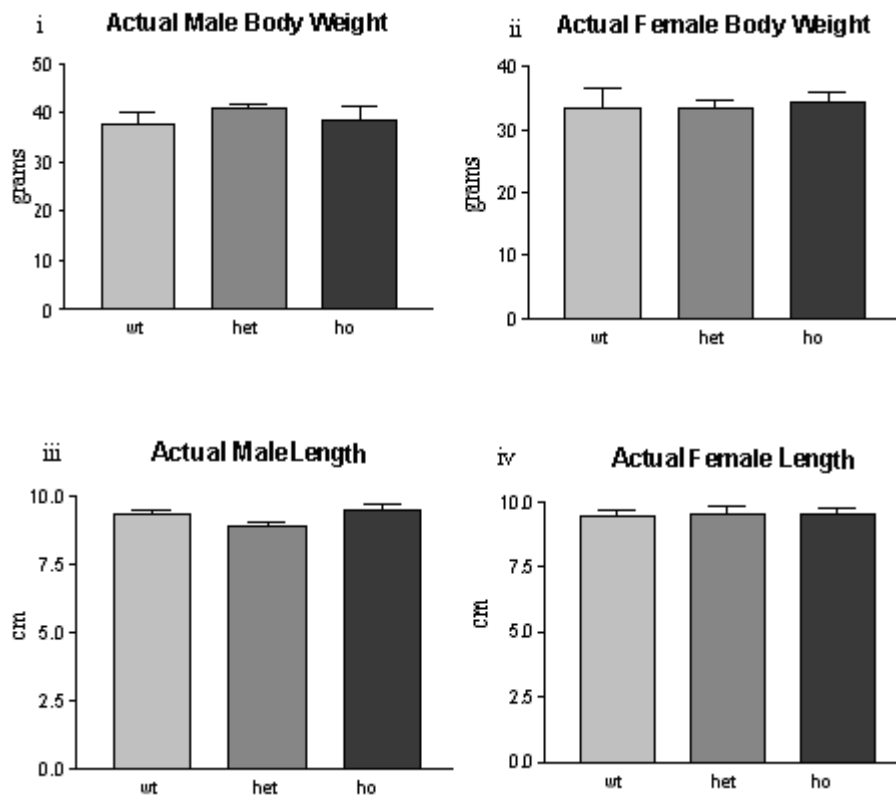 i Actual Male Body Weight
50
40
30
20
10
0
grams
wt het ho
ii Actual Female Body Weight
40
30
20
10
0
grams
wt het ho
iii Actual Male Length
10.0
7.5
5.0
2.5
0.0
cm
wt het ho
iv Actual Female Length
10.0
7.5
5.0
2.5
0.0
cm
wt het ho